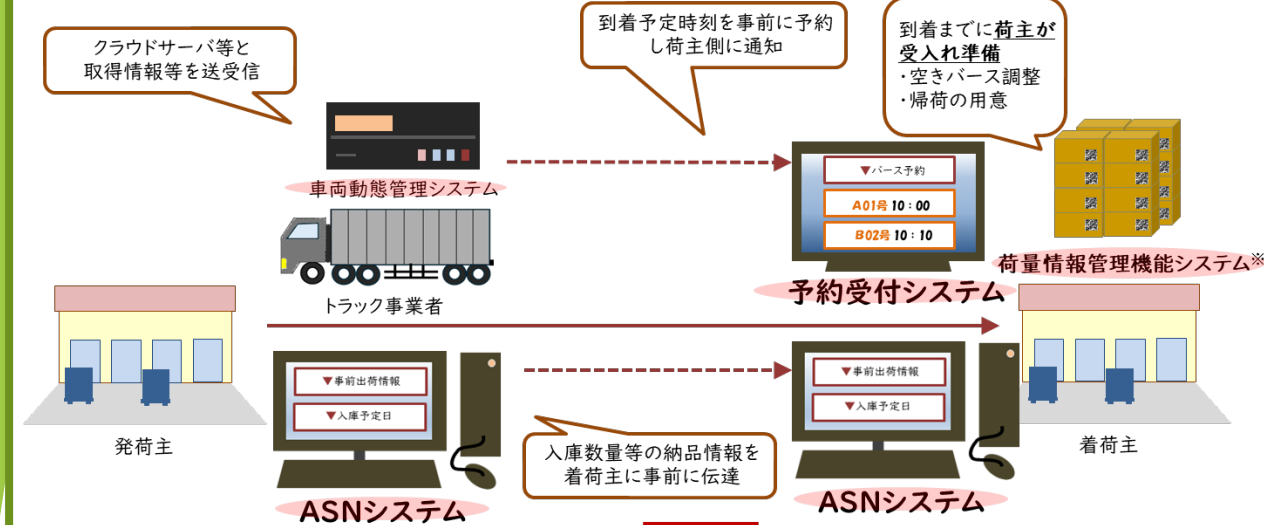 クラウドサーバ等と
取得情報等を送受信
到着予定時刻を事前に予約
し荷主側に通知
到着までに荷主が
受入れ準備
・空きバース調整
・帰荷の用意
車両動態管理システム
▼バース予約
A01号 10:00
B02号 10:10
荷量情報管理機能システム※
予約受付システム
トラック事業者
▼事前出荷情報
▼入庫予定日
▼事前出荷情報
▼入庫予定日
発荷主
入庫数量等の納品情報を
着荷主に事前に伝達
着荷主
ASNシステム
ASNシステム